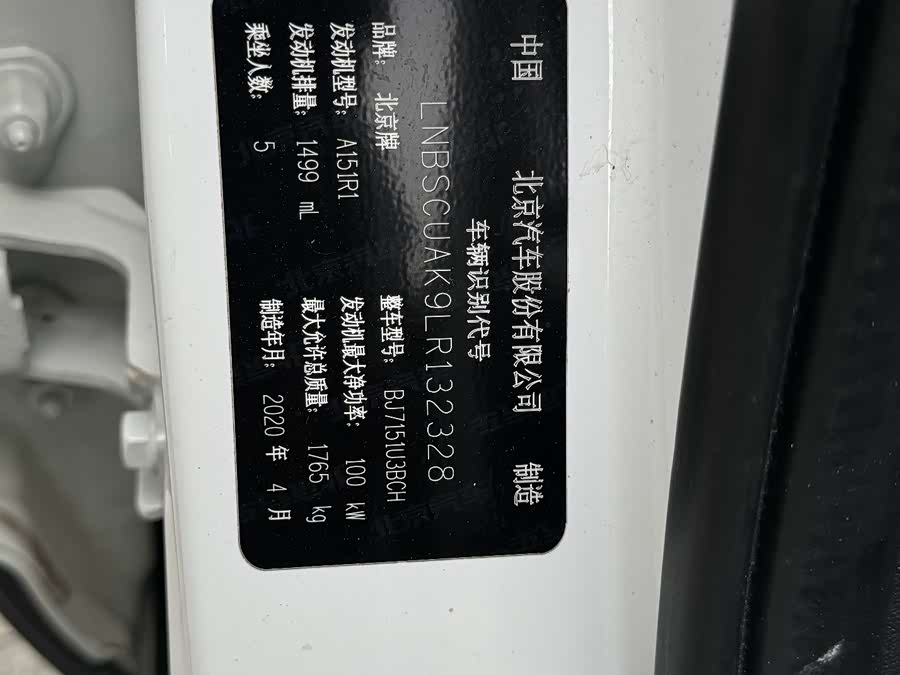 中国 北京汽车股份有限公司 制造
车辆识别代号
LNBSCUAK9LR132328
品牌: 北京牌 整车型号: BJ7151U3BCH
发动机型号: A151R1 发动机最大净功率: 100 kW
发动机排量: 1499 mL 最大允许总质量: 1765 kg
乘坐人数: 5 制造年月: 2020 年 4 月